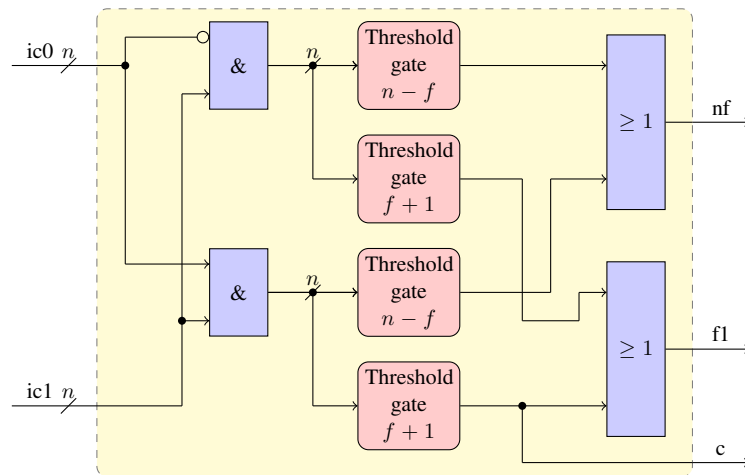 ic0 n
&
n
Threshold
gate
n − f
≥ 1
nf
Threshold
gate
f + 1
&
n
Threshold
gate
n − f
≥ 1
f1
ic1 n
Threshold
gate
f + 1
c